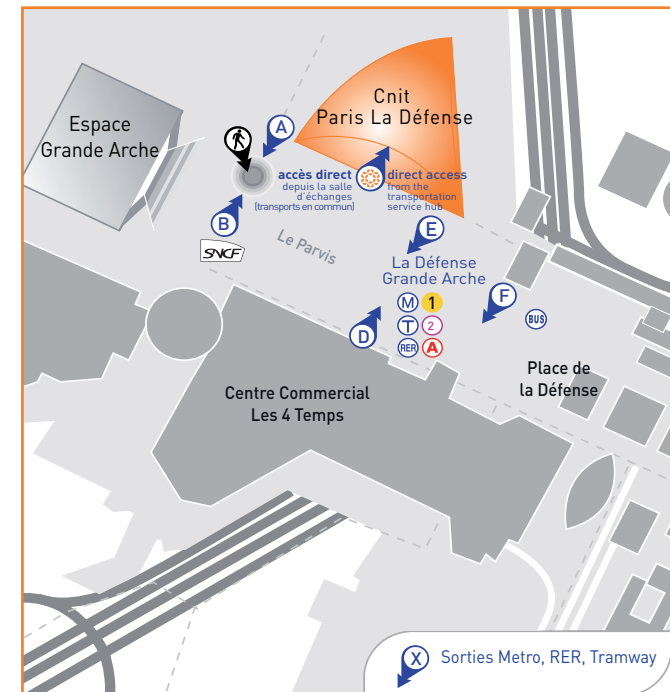 Cnit
Paris La Défense
Espace
Grande Arche
A
accès direct
depuis la salle
d'échanges
(transports en commun)
direct access
from the
transportation
service hub
B
SNCF
Le Parvis
E
La Défense
Grande Arche
M 1
T 2
RER A
D
F
BUS
Place de
la Défense
Centre Commercial
Les 4 Temps
X Sorties Metro, RER, Tramway